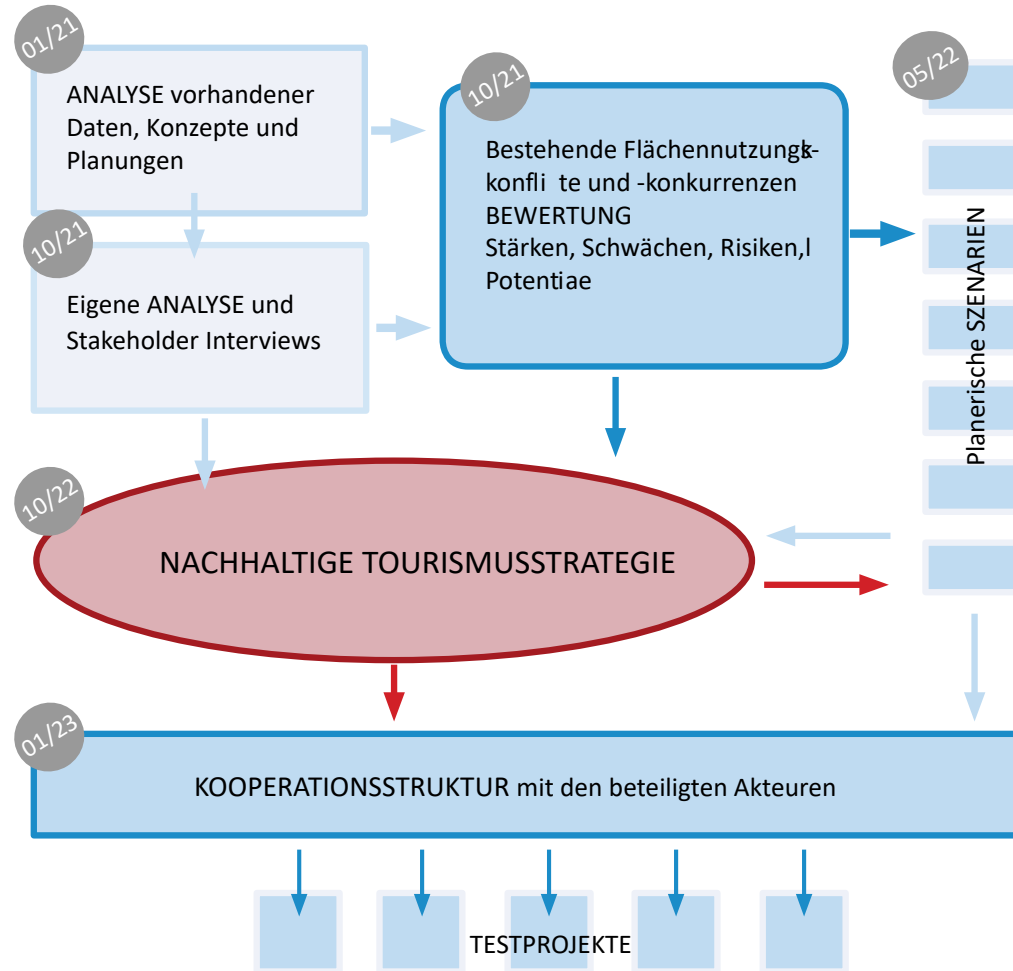 01/21
ANALYSE vorhandener
Daten, Konzepte und
Planungen
10/21
Eigene ANALYSE und
Stakeholder Interviews
10/21
Bestehende Flächennutzungsk-
konfli te und -konkurrenzen
BEWERTUNG
Stärken, Schwächen, Risiken,l
Potentiae
05/22
Planerische SZENARIEN
10/22
NACHHALTIGE TOURISMUSSTRATEGIE
01/23
KOOPERATIONSSTRUKTUR mit den beteiligten Akteuren
TESTPROJEKTE